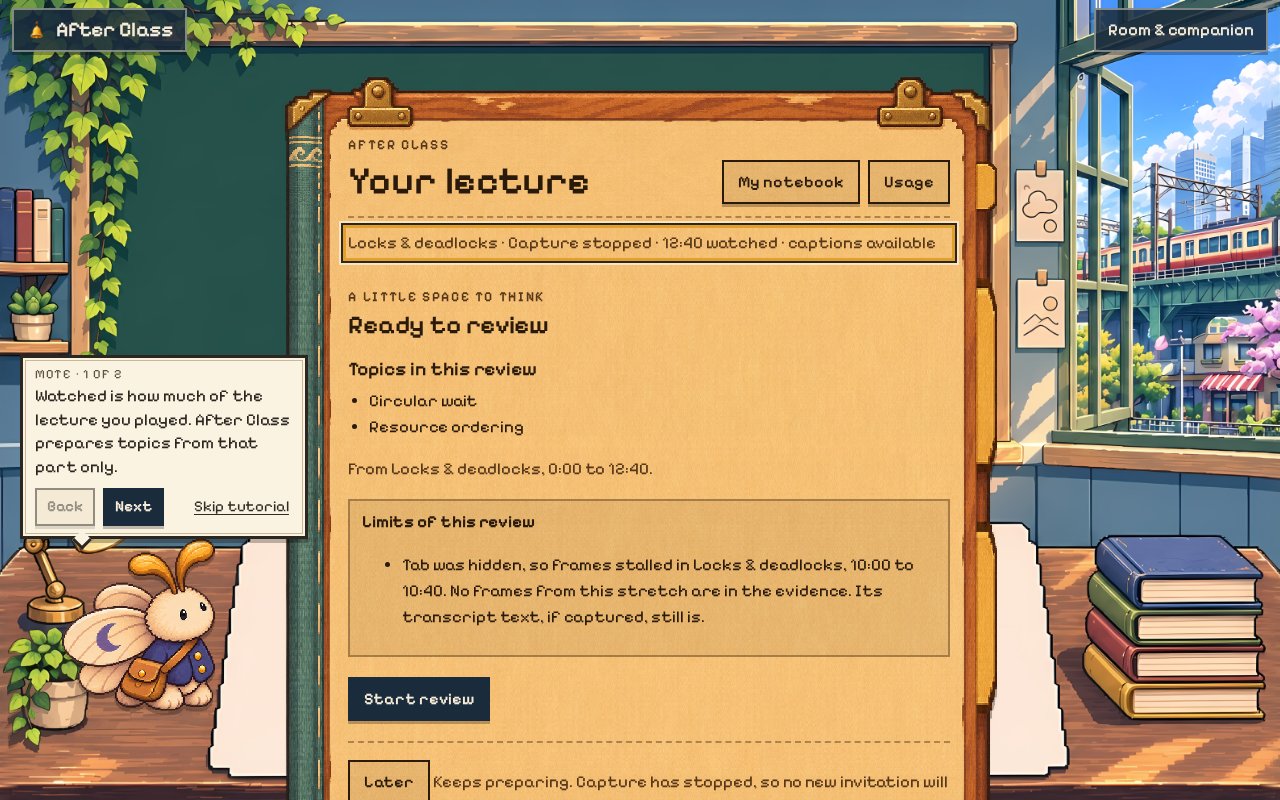 After Class
Room & companion
AFTER CLASS
Your lecture
My notebook
Usage
Locks & deadlocks · Capture stopped · 12:40 watched · captions available
A LITTLE SPACE TO THINK
Ready to review
Topics in this review
• Circular wait
• Resource ordering
From Locks & deadlocks, 0:00 to 12:40.
Limits of this review
• Tab was hidden, so frames stalled in Locks & deadlocks, 10:00 to
10:40. No frames from this stretch are in the evidence. Its
transcript text, if captured, still is.
Start review
Later
Keeps preparing. Capture has stopped, so no new invitation will
MOTE · 1 OF 2
Watched is how much of the
lecture you played. After Class
prepares topics from that
part only.
Back
Next
Skip tutorial